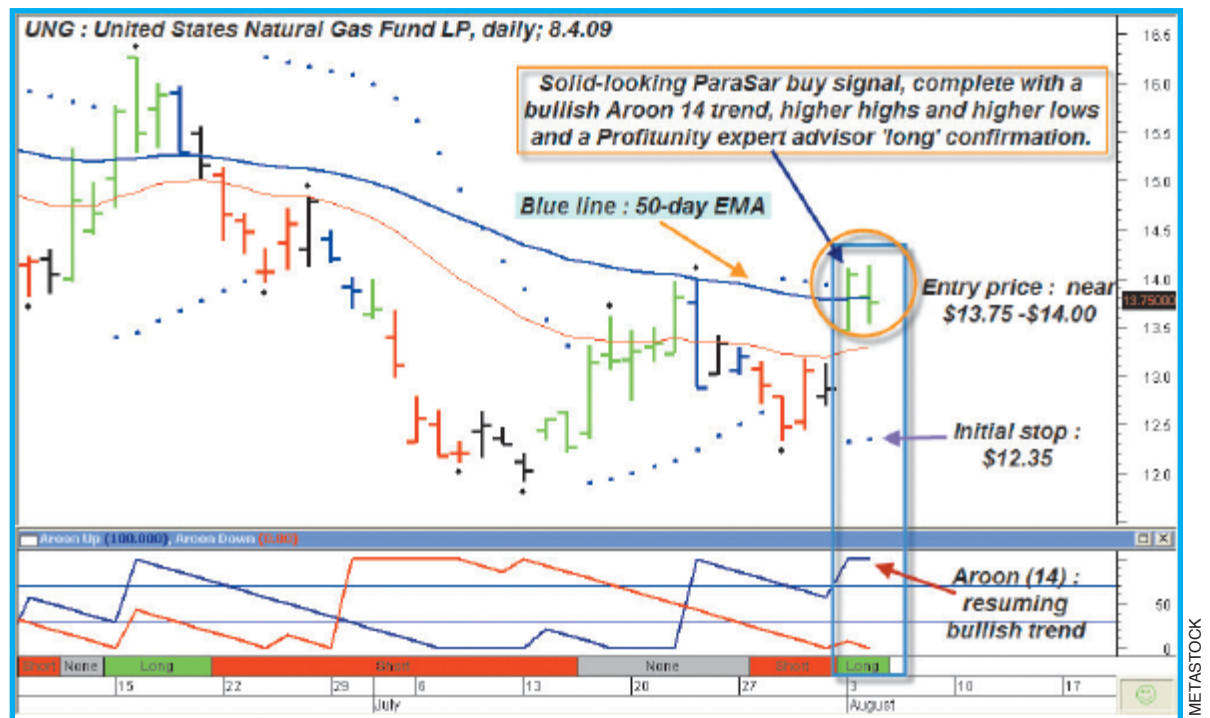 UNG : United States Natural Gas Fund LP, daily; 8.4.09
Solid-looking ParaSar buy signal, complete with a
bullish Aroon 14 trend, higher highs and higher lows
and a Profitunity expert advisor 'long' confirmation.
Blue line : 50-day EMA
Entry price : near
$13.75 -$14.00
Initial stop :
$12.35
16.5
16.0
15.5
15.0
14.5
14.0
13.75000
13.5
13.0
12.5
12.0
Aroon Up (100.000), Aroon Down (0.00)
Aroon (14) :
resuming
bullish trend
50
0
Short None Long Short None Short Long
15 22 29 6 13 20 27 3 10 17
July August
METASTOCK